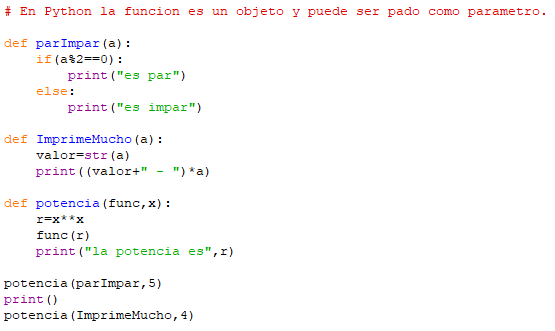 # En Python la funcion es un objeto y puede ser pado como parametro.
def parImpar(a):
    if(a%2==0):
        print("es par")
    else:
        print("es impar")
def ImprimeMucho(a):
    valor=str(a)
    print((valor+" - ")*a)
def potencia(func,x):
    r=x**x
    func(r)
    print("la potencia es",r)
potencia(parImpar,5)
print()
potencia(ImprimeMucho,4)